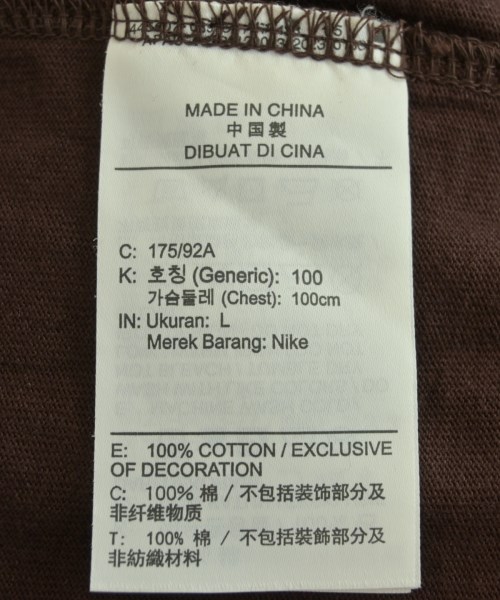 MADE IN CHINA
中国製
DIBUAT DI CINA
C: 175/92A
K: 호칭 (Generic): 100
가슴둘레 (Chest): 100cm
IN: Ukuran: L
Merek Barang: Nike
E: 100% COTTON / EXCLUSIVE
OF DECORATION
C: 100% 棉 / 不包括装饰部分及
非纤维物质
T: 100% 棉 / 不包括裝飾部分及
非紡織材料